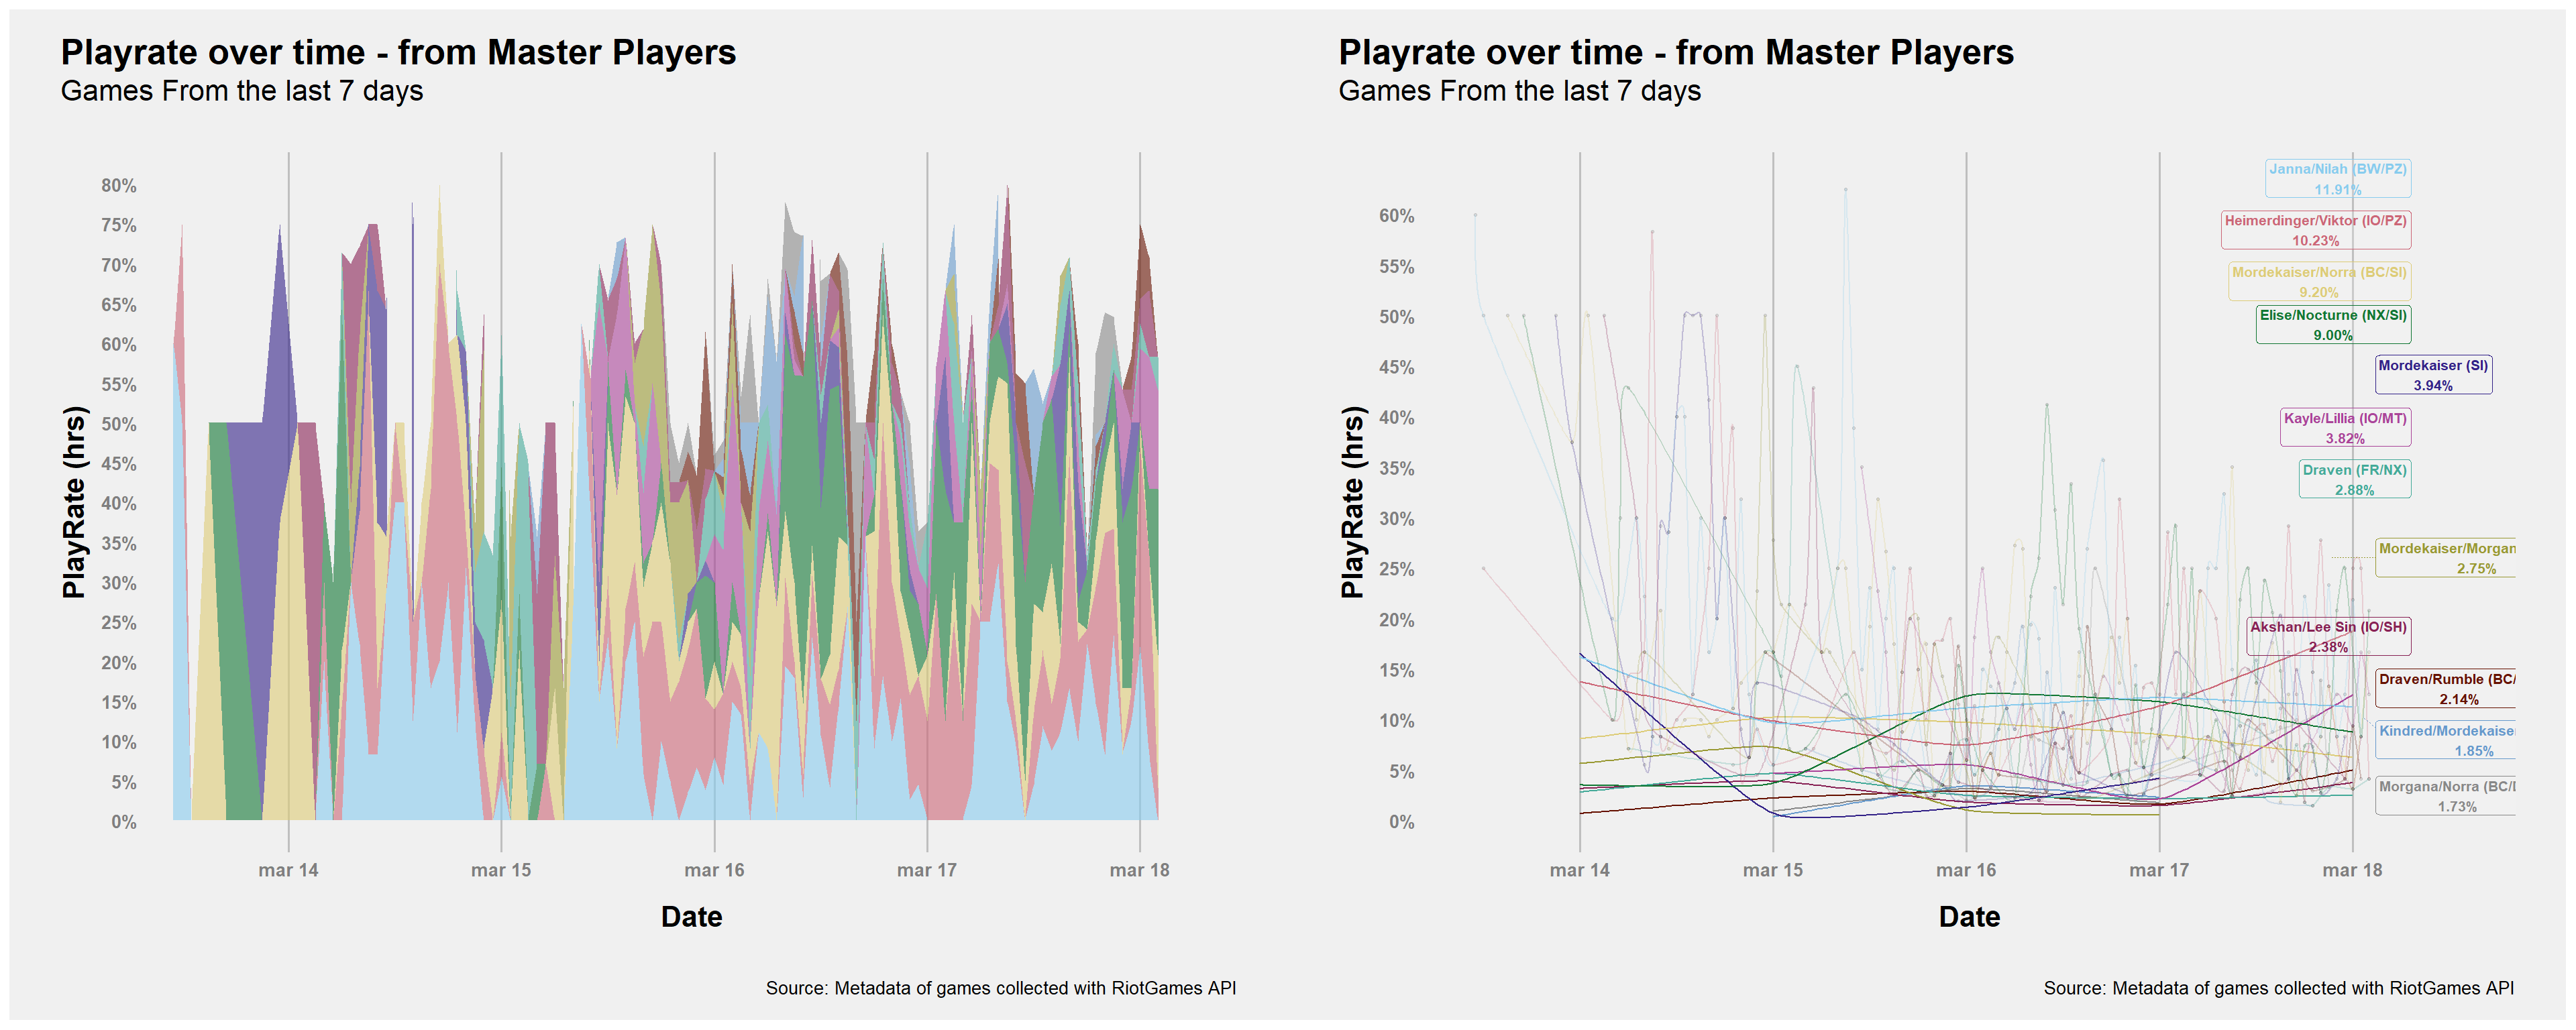 Playrate over time - from Master Players
Games From the last 7 days
PlayRate (hrs)
80%
75%
70%
65%
60%
55%
50%
45%
40%
35%
30%
25%
20%
15%
10%
5%
0%
mar 14
mar 15
mar 16
mar 17
mar 18
Date
Source: Metadata of games collected with RiotGames API
Playrate over time - from Master Players
Games From the last 7 days
PlayRate (hrs)
60%
55%
50%
45%
40%
35%
30%
25%
20%
15%
10%
5%
0%
Janna/Nilah (BW/PZ)
11.91%
Heimerdinger/Viktor (IO/PZ)
10.23%
Mordekaiser/Norra (BC/SI)
9.20%
Elise/Nocturne (NX/SI)
9.00%
Mordekaiser (SI)
3.94%
Kayle/Lillia (IO/MT)
3.82%
Draven (FR/NX)
2.88%
Mordekaiser/Morgan
2.75%
Akshan/Lee Sin (IO/SH)
2.38%
Draven/Rumble (BC/
2.14%
Kindred/Mordekaise
1.85%
Morgana/Norra (BC/
1.73%
mar 14
mar 15
mar 16
mar 17
mar 18
Date
Source: Metadata of games collected with RiotGames API